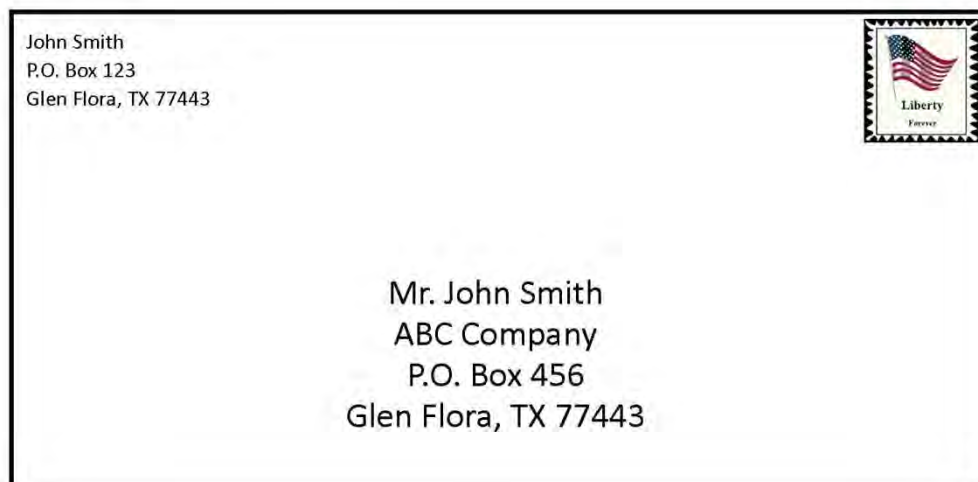 John Smith
P.O. Box 123
Glen Flora, TX 77443
Liberty
Forever
Mr. John Smith
ABC Company
P.O. Box 456
Glen Flora, TX 77443